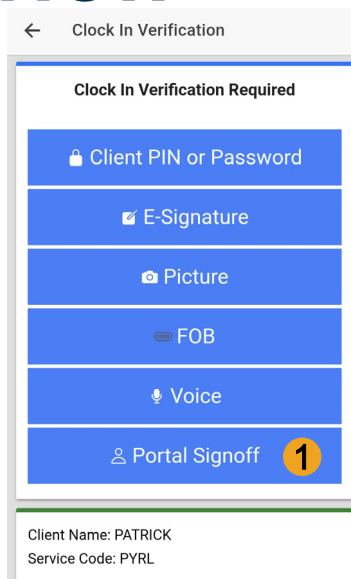 Clock In Verification
Clock In Verification Required
Client PIN or Password
E-Signature
Picture
FOB
Voice
Portal Signoff 1
Client Name: PATRICK
Service Code: PYRL